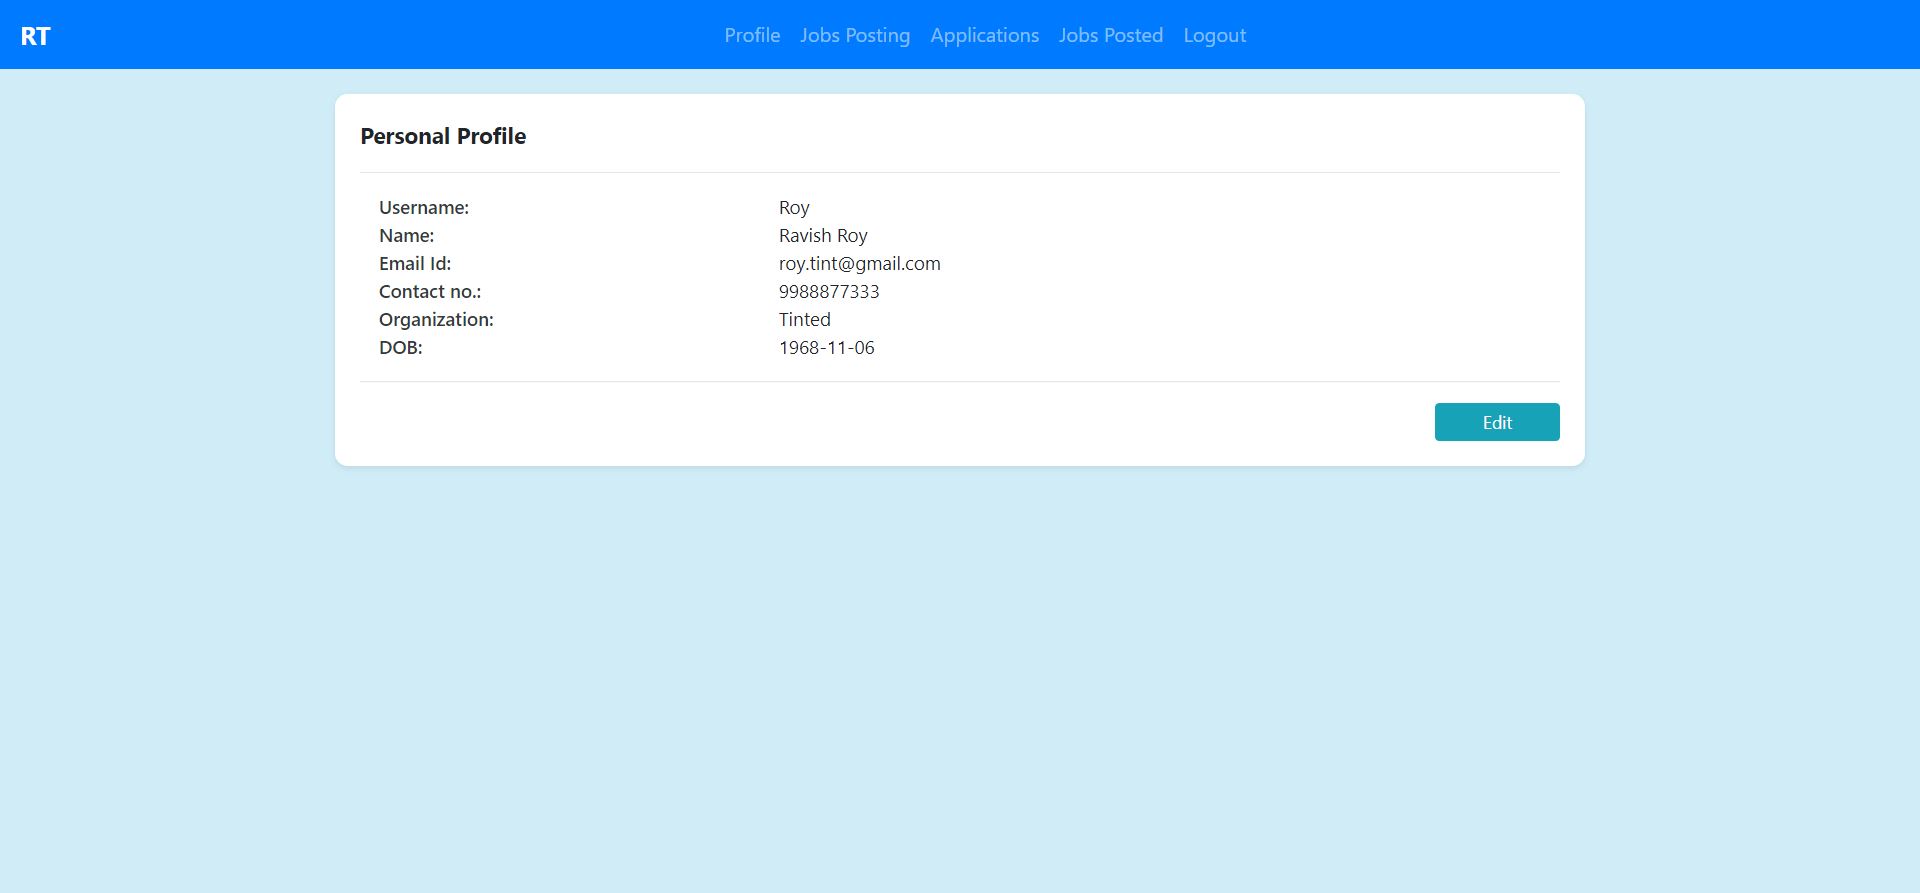 RT
Profile Jobs Posting Applications Jobs Posted Logout
Personal Profile
Username: Roy
Name: Ravish Roy
Email Id: roy.tint@gmail.com
Contact no.: 9988877333
Organization: Tinted
DOB: 1968-11-06
Edit